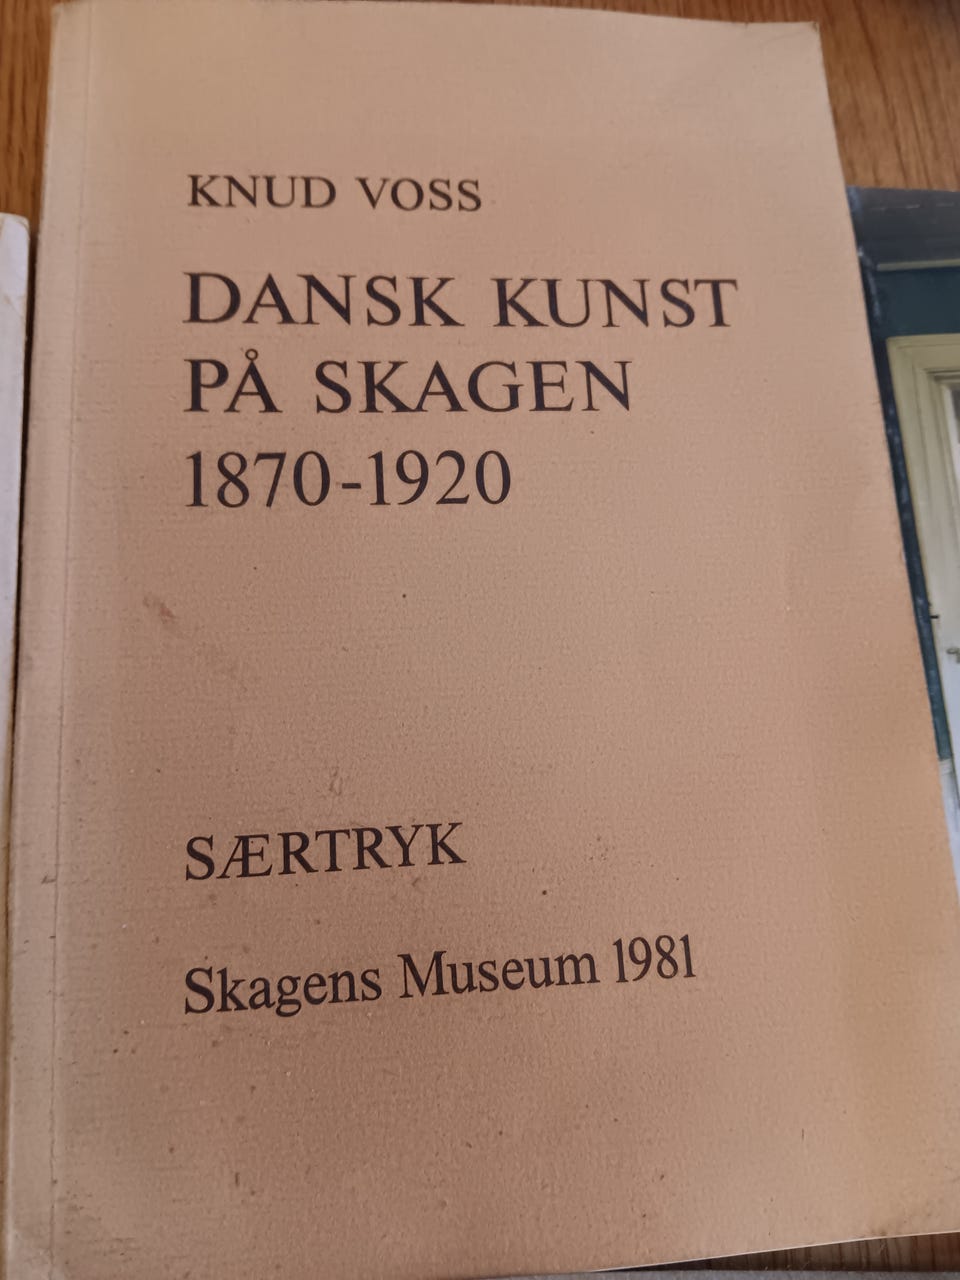 KNUD VOSS
DANSK KUNST
PÅ SKAGEN
1870-1920
SÆRTRYK
Skagens Museum 1981